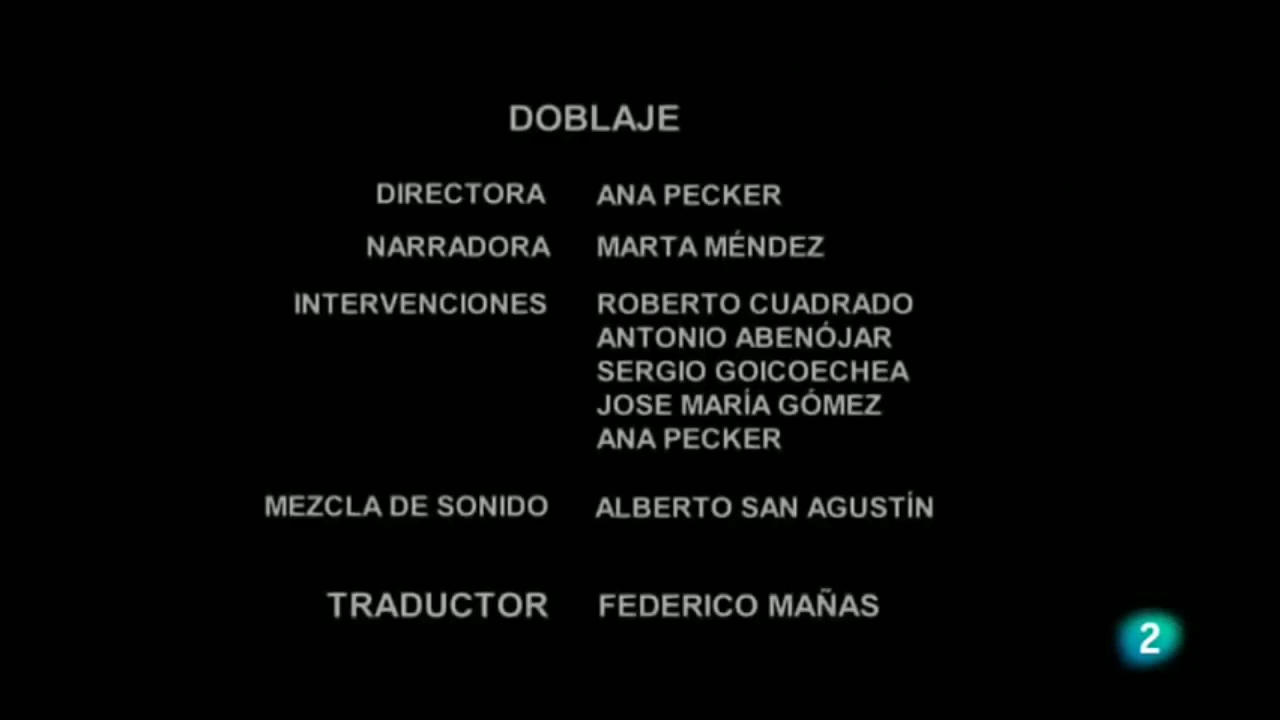 DOBLAJE
DIRECTORA ANA PECKER
NARRADORA MARTA MÉNDEZ
INTERVENCIONES ROBERTO CUADRADO
ANTONIO ABENÓJAR
SERGIO GOICOECHEA
JOSE MARÍA GÓMEZ
ANA PECKER
MEZCLA DE SONIDO ALBERTO SAN AGUSTÍN
TRADUCTOR FEDERICO MAÑAS
2